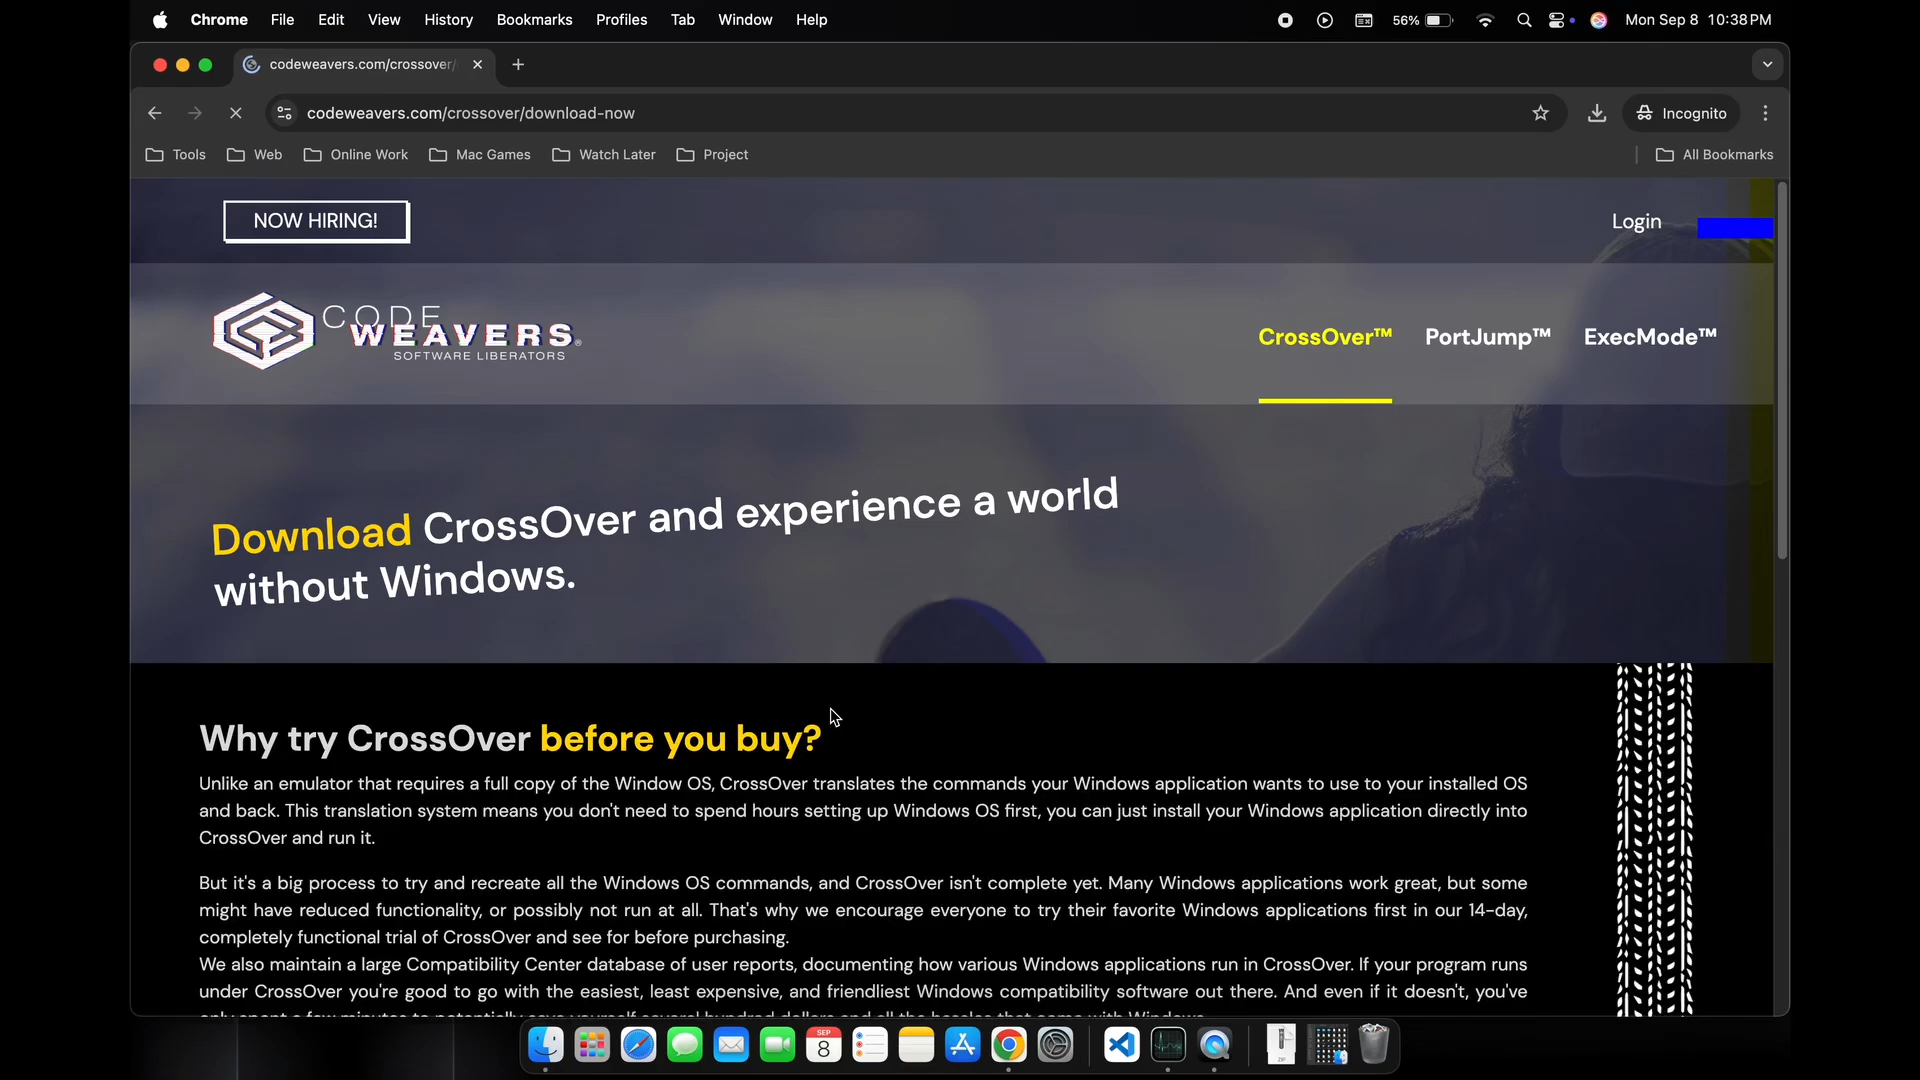 Chrome File Edit View History Bookmarks Profiles Tab Window Help
56% Mon Sep 8 10:38 PM
codeweavers.com/crossover/
codeweavers.com/crossover/download-now
Incognito
Tools Web Online Work Mac Games Watch Later Project
All Bookmarks
NOW HIRING!
Login
CODE
WEAVERS®
SOFTWARE LIBERATORS
CrossOver™ PortJump™ ExecMode™
Download CrossOver and experience a world
without Windows.
Why try CrossOver before you buy?
Unlike an emulator that requires a full copy of the Window OS, CrossOver translates the commands your Windows application wants to use to your installed OS
and back. This translation system means you don't need to spend hours setting up Windows OS first, you can just install your Windows application directly into
CrossOver and run it.
But it's a big process to try and recreate all the Windows OS commands, and CrossOver isn't complete yet. Many Windows applications work great, but some
might have reduced functionality, or possibly not run at all. That's why we encourage everyone to try their favorite Windows applications first in our 14-day,
completely functional trial of CrossOver and see for before purchasing.
We also maintain a large Compatibility Center database of user reports, documenting how various Windows applications run in CrossOver. If your program runs
under CrossOver you're good to go with the easiest, least expensive, and friendliest Windows compatibility software out there. And even if it doesn't, you've
SEP
8
ZIP